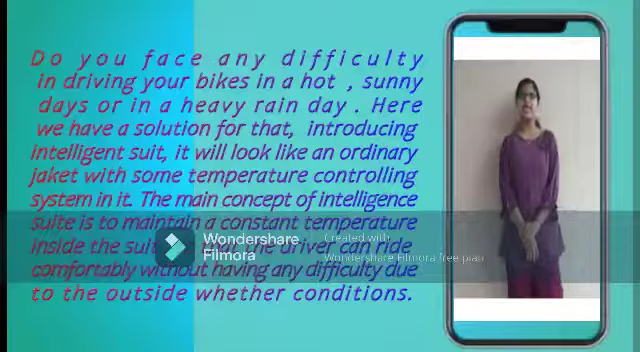 Do you face any difficulty
in driving your bikes in a hot , sunny
days or in a heavy rain day . Here
we have a solution for that, introducing
intelligent suit, it will look like an ordinary
jaket with some temperature controlling
system in it. The main concept of intelligence
suite is to maintain a constant temperature
inside the suit that the driver can ride
comfortably without having any difficulty due
to the outside whether conditions.
Wondershare
Filmora
Created with
Wondershare Filmora free plan